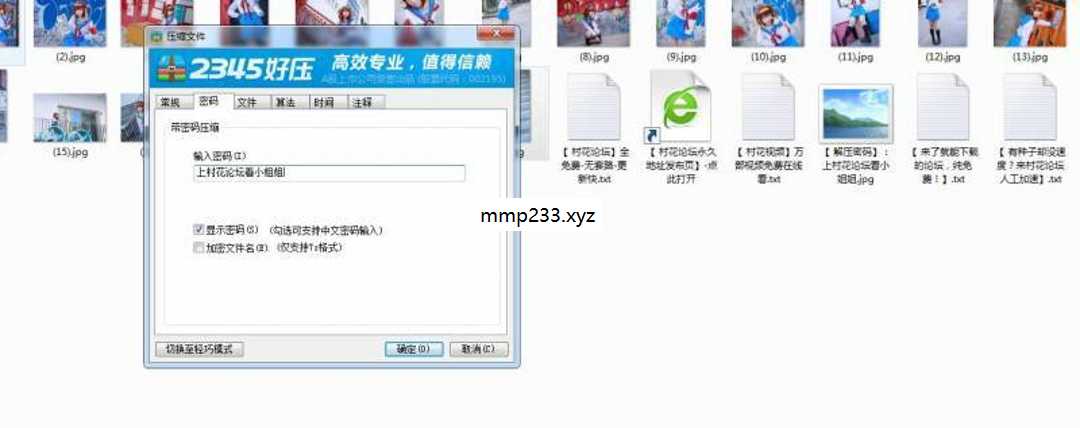 (2).jpg
(8).jpg
(9).jpg
(10).jpg
(11).jpg
(12).jpg
(13).jpg
压缩文件
2345好压
高效专业，值得信赖
A股上市公司荣誉出品 (股票代码：002195)
常规 密码 文件 算法 时间 注释
带密码压缩
输入密码(I)
上村花论坛看小姐姐
显示密码(S) (勾选可支持中文密码输入)
加密文件名(E) (仅支持7z格式)
切换至轻巧模式
确定(O)
取消(C)
(15).jpg
【村花论坛】全
免费-无套路-更
新快.txt
【村花论坛永久
地址发布页】-点
此打开
【村花视频】万
部视频免费在线
看.txt
【解压密码】：
上村花论坛看小
姐姐.jpg
【来了就能下载
的论坛，纯免
费！】.txt
【有种子却没速
度？来村花论坛
人工加速】.txt
mmp233.xyz